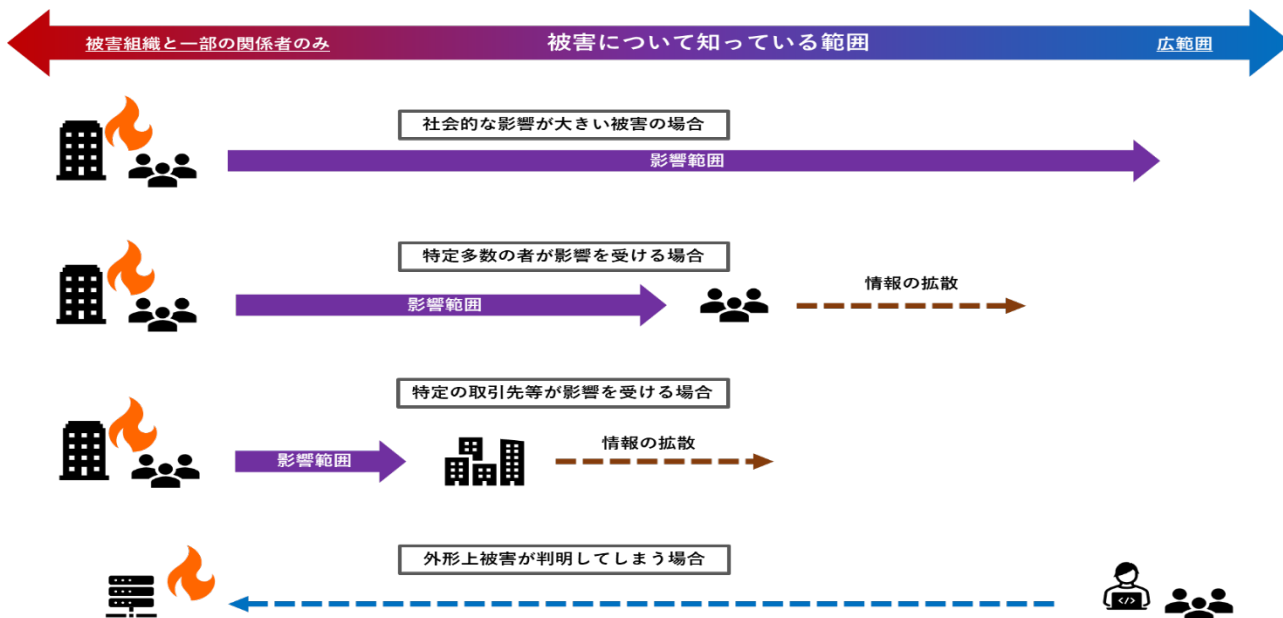 被害組織と一部の関係者のみ
被害について知っている範囲
広範囲
社会的な影響が大きい被害の場合
影響範囲
特定多数の者が影響を受ける場合
影響範囲
情報の拡散
特定の取引先等が影響を受ける場合
影響範囲
情報の拡散
外形上被害が判明してしまう場合
</>